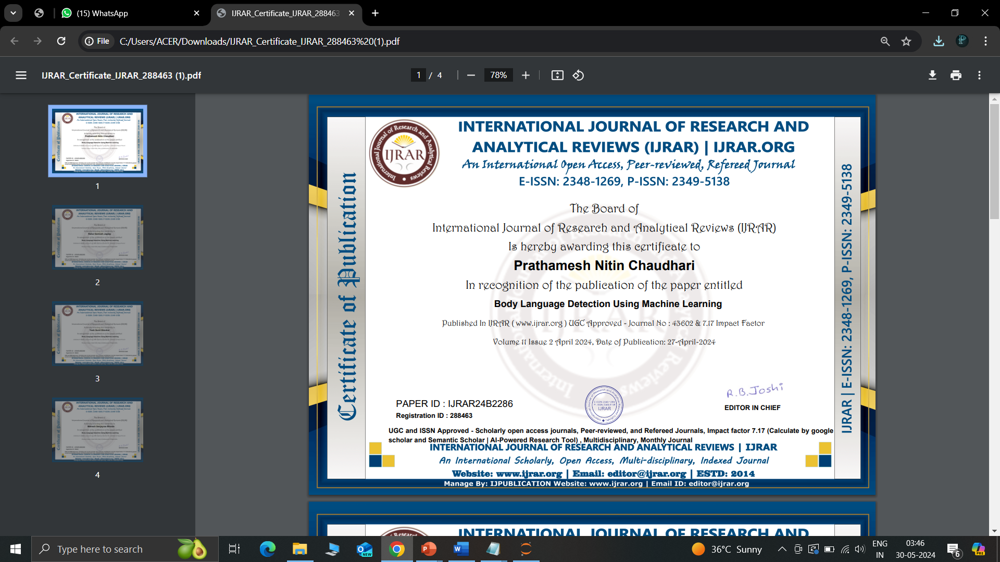 (15) WhatsApp
IJRAR_Certificate_IJRAR_288463
File
C:/Users/ACER/Downloads/IJRAR_Certificate_IJRAR_288463%20(1).pdf
IJRAR_Certificate_IJRAR_288463 (1).pdf
1 / 4
78%
1
2
3
4
Certificate of Publication
International Journal of Research and Analytical Reviews
IJRAR
INTERNATIONAL JOURNAL OF RESEARCH AND
ANALYTICAL REVIEWS (IJRAR) | IJRAR.ORG
An International Open Access, Peer-reviewed, Refereed Journal
E-ISSN: 2348-1269, P-ISSN: 2349-5138
The Board of
International Journal of Research and Analytical Reviews (IJRAR)
Is hereby awarding this certificate to
Prathamesh Nitin Chaudhari
In recognition of the publication of the paper entitled
Body Language Detection Using Machine Learning
Published In IJRAR ( www.ijrar.org ) UGC Approved - Journal No : 43602 & 7.17 Impact Factor
Volume 11 Issue 2 April 2024, Date of Publication: 27-April-2024
PAPER ID : IJRAR24B2286
Registration ID : 288463
R.B.Joshi
EDITOR IN CHIEF
UGC and ISSN Approved - Scholarly open access journals, Peer-reviewed, and Refereed Journals, Impact factor 7.17 (Calculate by google
scholar and Semantic Scholar | AI-Powered Research Tool) , Multidisciplinary, Monthly Journal
INTERNATIONAL JOURNAL OF RESEARCH AND ANALYTICAL REVIEWS | IJRAR
An International Scholarly, Open Access, Multi-disciplinary, Indexed Journal
Website: www.ijrar.org | Email: editor@ijrar.org | ESTD: 2014
Manage By: IJPUBLICATION Website: www.ijrar.org | Email ID: editor@ijrar.org
IJRAR | E-ISSN: 2348-1269, P-ISSN: 2349-5138
INTERNATIONAL JOURNAL OF RESEARCH AND
Type here to search
36°C Sunny
ENG
IN
03:46
30-05-2024
6